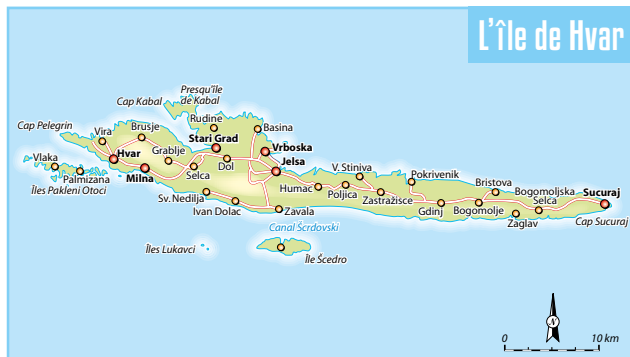 L'île de Hvar
Presqu'île
de Kabal
Cap Kabal
Cap Pelegrin
Rudine
Basina
Brusje
Vira
Stari Grad
Vrboska
Grablje
Hvar
Dol
Jelsa
Vlaka
Palmizana
Milna
Selca
V. Stiniva
Pokrivenik
Îles Pakleni Otoci
Humac
Poljica
Zastražisce
Bristova
Bogomoljska
Selca
Sucuraj
Sv. Nedilja
Ivan Dolac
Zavala
Gdinj
Bogomolje
Zaglav
Cap Sucuraj
Canal Šcrdovski
Îles Lukavci
Île Šcedro
N
0
10 km